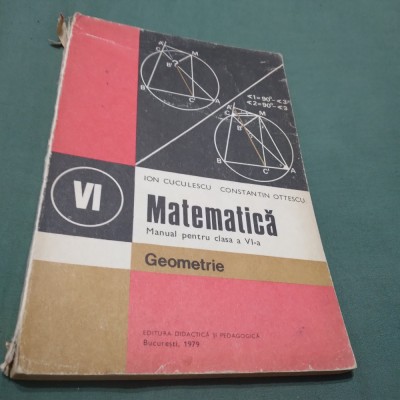 ION CUCULESCU CONSTANTIN OTTESCU
VI
Matematică
Manual pentru clasa a VI-a
Geometrie
EDITURA DIDACTICĂ ȘI PEDAGOGICĂ
București, 1979